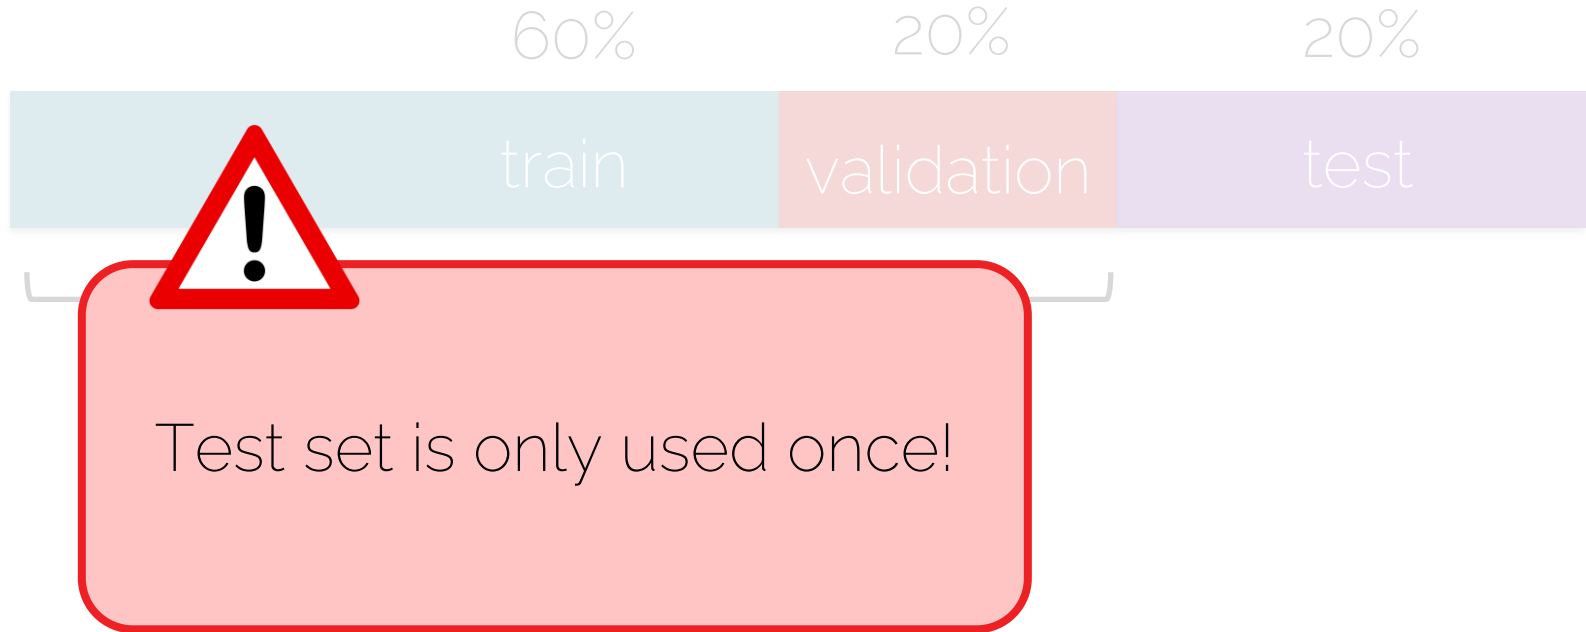 60% 20% 20%
train validation test
Test set is only used once!